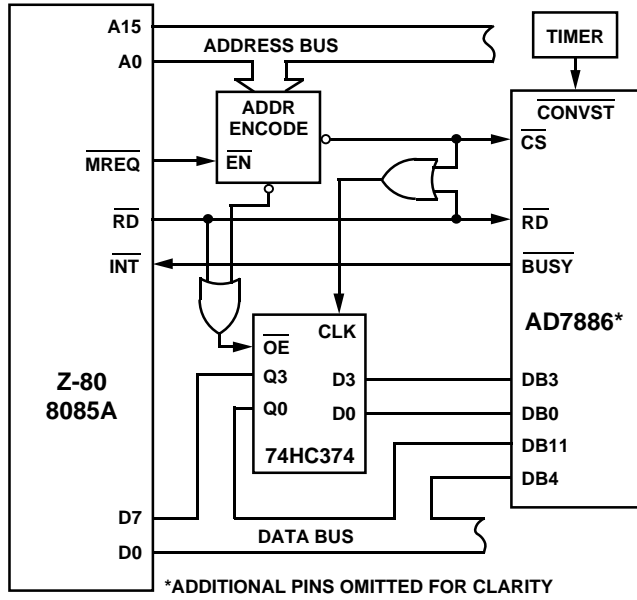 A15
ADDRESS BUS
A0
TIMER
ADDR
ENCODE
CONVST
CS
MREQ
EN
RD
RD
INT
BUSY
AD7886*
CLK
OE
Z-80
8085A
Q3
D3
DB3
Q0
D0
DB0
74HC374
DB11
DB4
D7
DATA BUS
D0
*ADDITIONAL PINS OMITTED FOR CLARITY